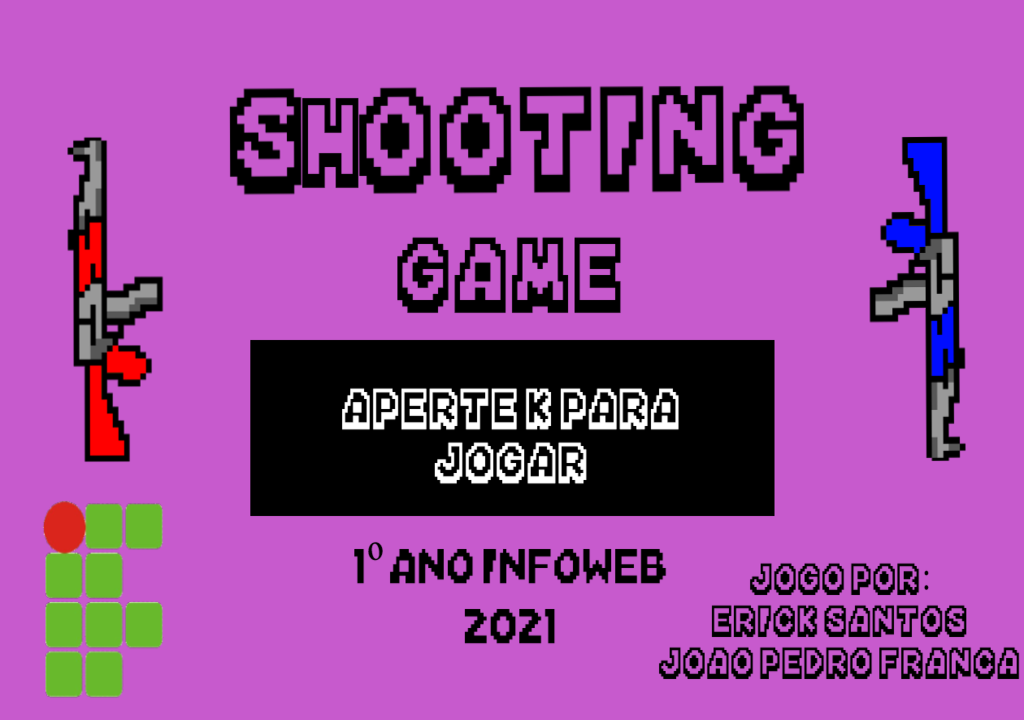 SHOOTING
GAME
APERTE K PARA
JOGAR
1º ANO INFOWEB
2021
JOGO POR:
ERICK SANTOS
JOAO PEDRO FRANCA